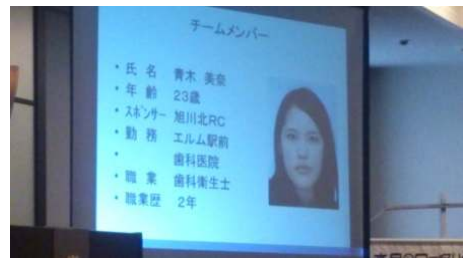 チームメンバー
・氏 名 青木 美奈
・年 齢 23歳
・スポンサー 旭川北RC
・勤 務 エルム駅前
・ 歯科医院
・職 業 歯科衛生士
・職業歴 2年